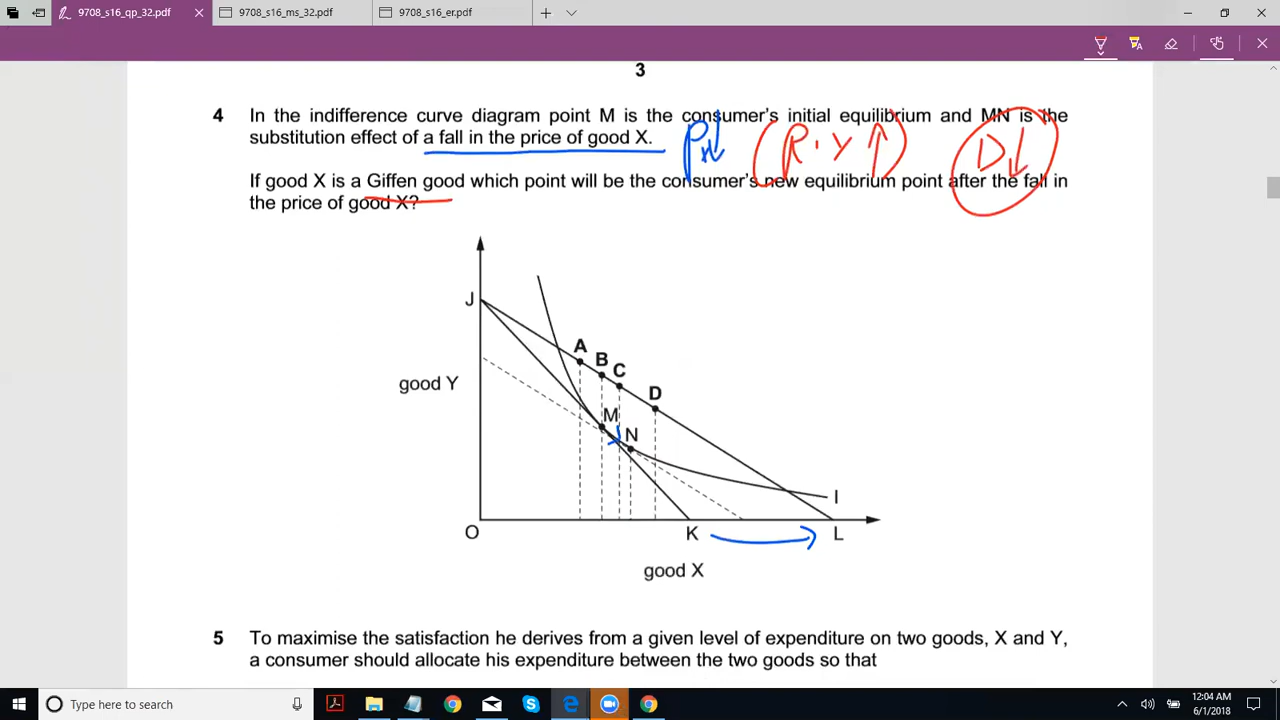 9708_s16_qp_32.pdf
9708_s16_ms_32.pdf
9708_s16_er.pdf
3
4 In the indifference curve diagram point M is the consumer's initial equilibrium and MN is the
substitution effect of a fall in the price of good X.
Px↓ (R.Y↑) D↓
If good X is a Giffen good which point will be the consumer's new equilibrium point after the fall in
the price of good X?
J
A
B
C
good Y
D
M
N
I
O
K
L
good X
5 To maximise the satisfaction he derives from a given level of expenditure on two goods, X and Y,
a consumer should allocate his expenditure between the two goods so that
Type here to search
12:04 AM
6/1/2018